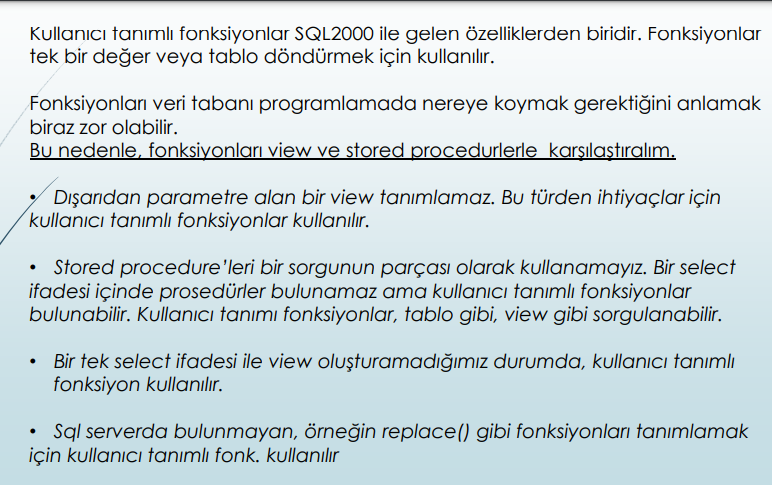 Kullanıcı tanımlı fonksiyonlar SQL2000 ile gelen özelliklerden biridir. Fonksiyonlar
tek bir değer veya tablo döndürmek için kullanılır.
Fonksiyonları veri tabanı programlamada nereye koymak gerektiğini anlamak
biraz zor olabilir.
Bu nedenle, fonksiyonları view ve stored procedurlerle karşılaştıralım.
• Dışarıdan parametre alan bir view tanımlamaz. Bu türden ihtiyaçlar için
kullanıcı tanımlı fonksiyonlar kullanılır.
• Stored procedure'leri bir sorgunun parçası olarak kullanamayız. Bir select
ifadesi içinde prosedürler bulunamaz ama kullanıcı tanımlı fonksiyonlar
bulunabilir. Kullanıcı tanımı fonksiyonlar, tablo gibi, view gibi sorgulanabilir.
• Bir tek select ifadesi ile view oluşturamadığımız durumda, kullanıcı tanımlı
fonksiyon kullanılır.
• Sql serverda bulunmayan, örneğin replace() gibi fonksiyonları tanımlamak
için kullanıcı tanımlı fonk. kullanılır